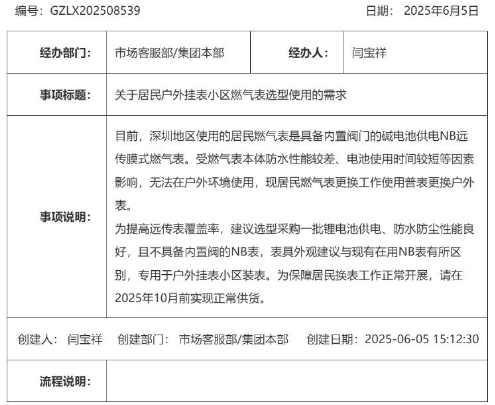 编号：GZLX202508539 日期： 2025年6月5日
经办部门： 市场客服部/集团本部 经办人： 闫宝祥
事项标题： 关于居民户外挂表小区燃气表选型使用的需求
目前，深圳地区使用的居民燃气表是具备内置阀门的碱电池供电NB远
传膜式燃气表。受燃气表本体防水性能较差、电池使用时间较短等因素
影响，无法在户外环境使用，现居民燃气表更换工作使用普表更换户外
表。
事项说明：
为提高远传表覆盖率，建议选型采购一批锂电池供电、防水防尘性能良
好，且不具备内置阀的NB表，表具外观建议与现有在用NB表有所区
别，专用于户外挂表小区装表。为保障居民换表工作正常开展，请在
2025年10月前实现正常供货。
创建人： 闫宝祥 创建部门： 市场客服部/集团本部 创建日期：2025-06-05 15:12:30
流程说明：